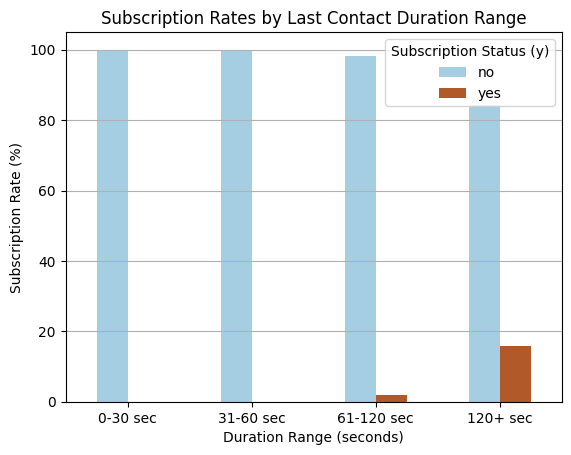 Subscription Rates by Last Contact Duration Range
Subscription Rate (%)
100
80
60
40
20
0
Subscription Status (y)
no
yes
0-30 sec
31-60 sec
61-120 sec
120+ sec
Duration Range (seconds)